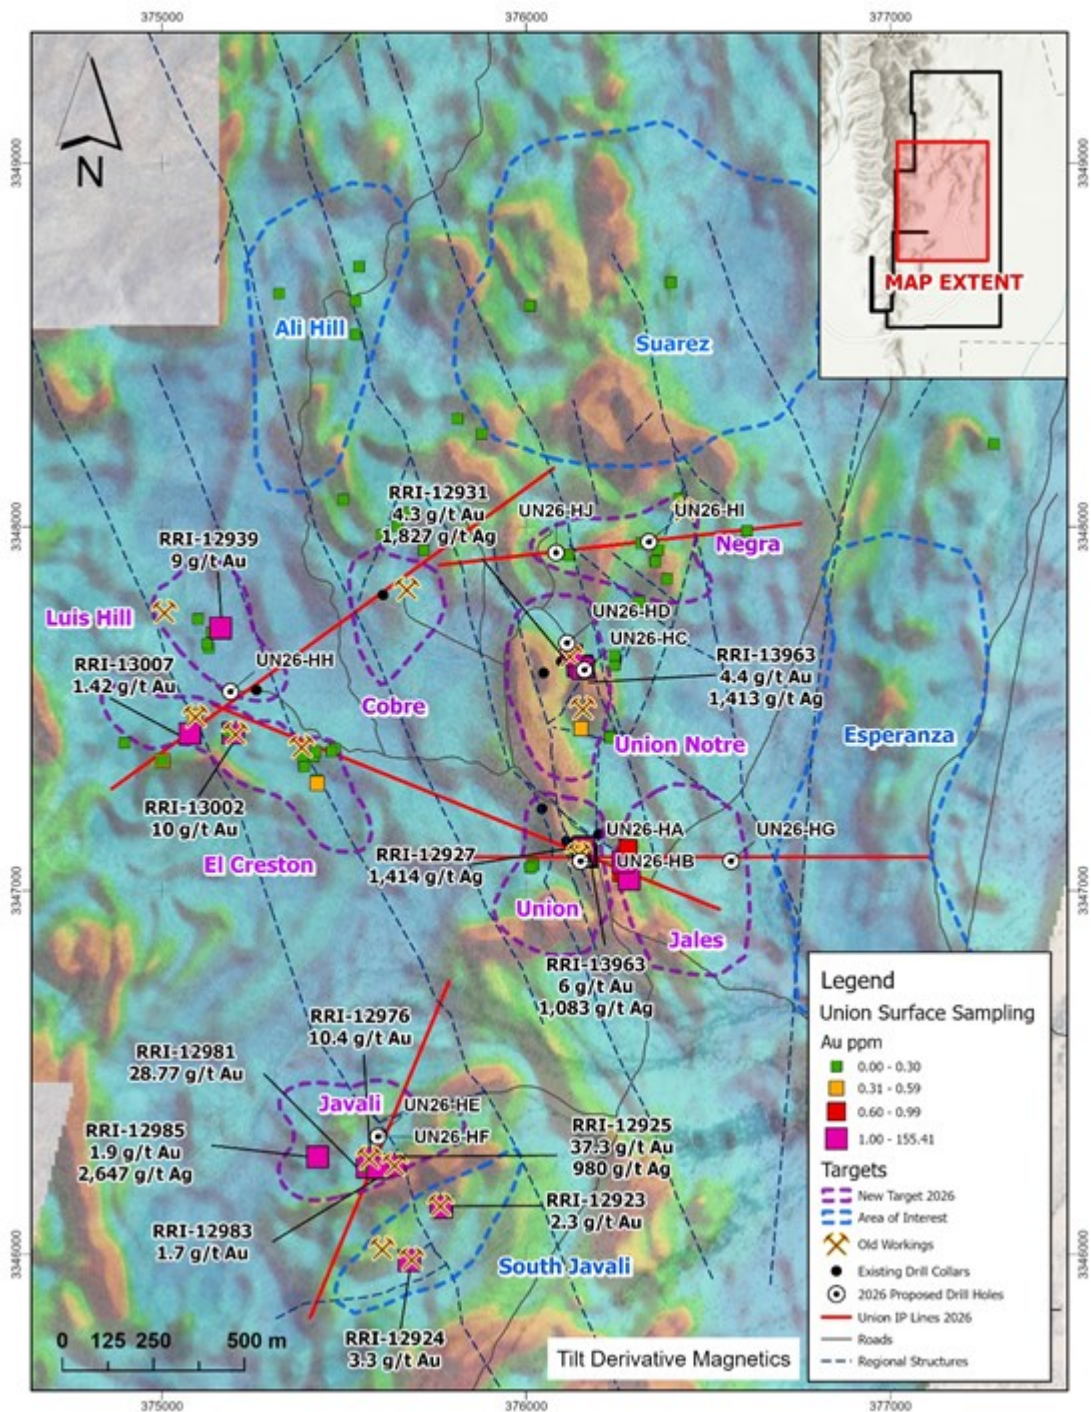 375000
376000
377000
3349000
3348000
3347000
3346000
3349000
3348000
3347000
3346000
N
MAP EXTENT
Ali Hill
Suarez
RRI-12931
4.3 g/t Au
1,827 g/t Ag
UN26-HJ
UN26-HI
Negra
RRI-12939
9 g/t Au
Luis Hill
UN26-HD
UN26-HC
RRI-13007
1.42 g/t Au
UN26-HH
RRI-13963
4.4 g/t Au
1,413 g/t Ag
Cobre
Union Notre
Esperanza
RRI-13002
10 g/t Au
El Creston
UN26-HA
UN26-HG
RRI-12927
1,414 g/t Ag
UN26-HB
Union
Jales
RRI-13963
6 g/t Au
1,083 g/t Ag
RRI-12976
10.4 g/t Au
RRI-12981
28.77 g/t Au
Javali
UN26-HE
UN26-HF
RRI-12985
1.9 g/t Au
2,647 g/t Ag
RRI-12925
37.3 g/t Au
980 g/t Ag
RRI-12923
2.3 g/t Au
RRI-12983
1.7 g/t Au
South Javali
RRI-12924
3.3 g/t Au
0 125 250 500 m
Tilt Derivative Magnetics
Legend
Union Surface Sampling
Au ppm
0.00 - 0.30
0.31 - 0.59
0.60 - 0.99
1.00 - 155.41
Targets
New Target 2026
Area of Interest
Old Workings
Existing Drill Collars
2026 Proposed Drill Holes
Union IP Lines 2026
Roads
Regional Structures
375000
376000
377000